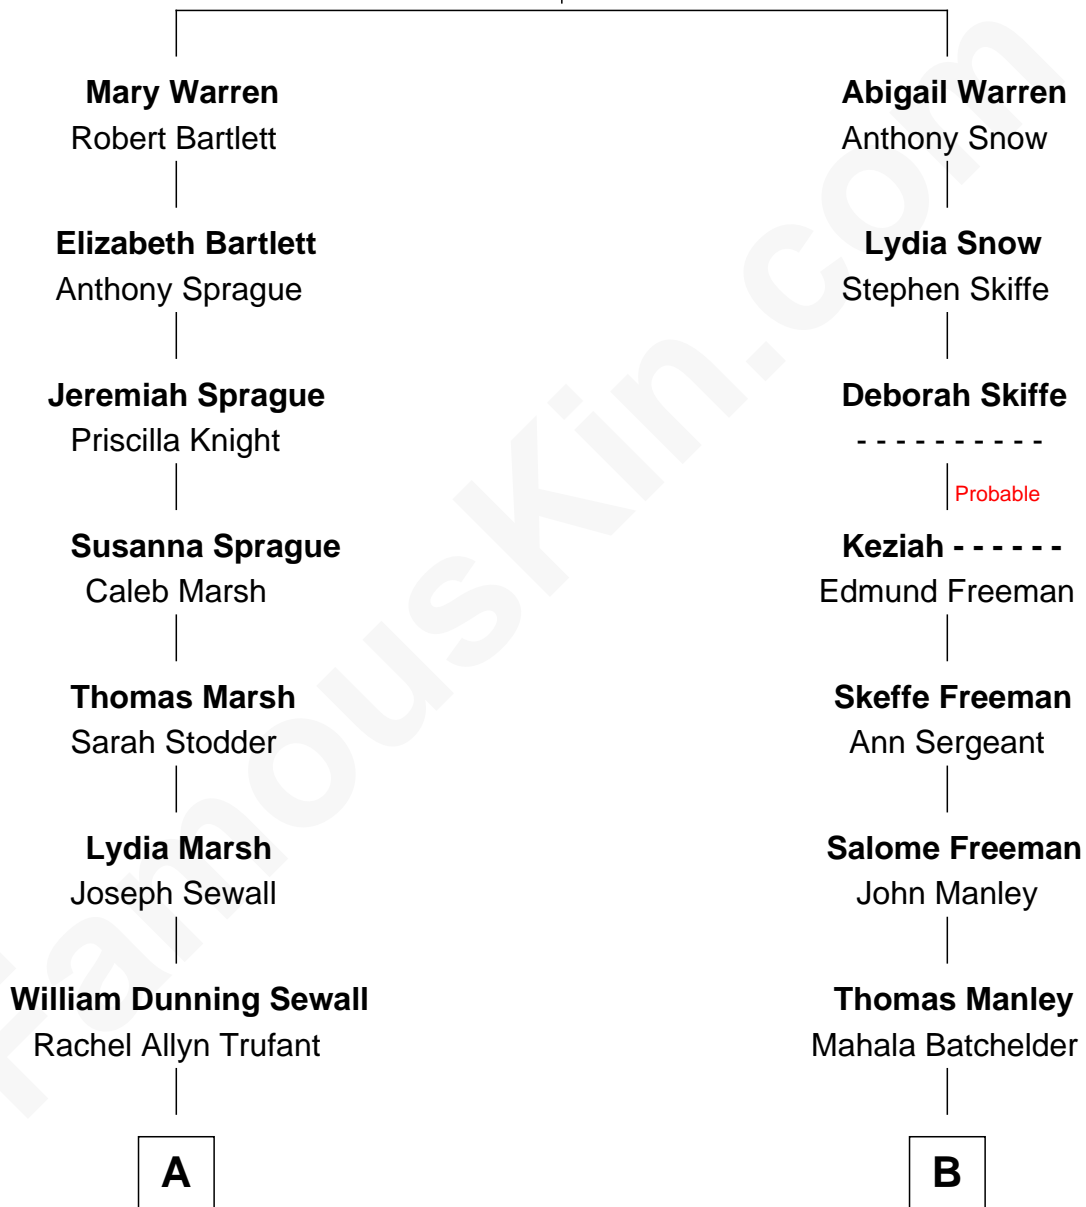 Mary Warren
Robert Bartlett
Abigail Warren
Anthony Snow
Elizabeth Bartlett
Anthony Sprague
Lydia Snow
Stephen Skiffe
Jeremiah Sprague
Priscilla Knight
Deborah Skiffe
- - - - - - - - - -
Probable
Susanna Sprague
Caleb Marsh
Keziah - - - - - -
Edmund Freeman
Thomas Marsh
Sarah Stodder
Skeffe Freeman
Ann Sergeant
Lydia Marsh
Joseph Sewall
Salome Freeman
John Manley
William Dunning Sewall
Rachel Allyn Trufant
Thomas Manley
Mahala Batchelder
A
B
FamousKin.com